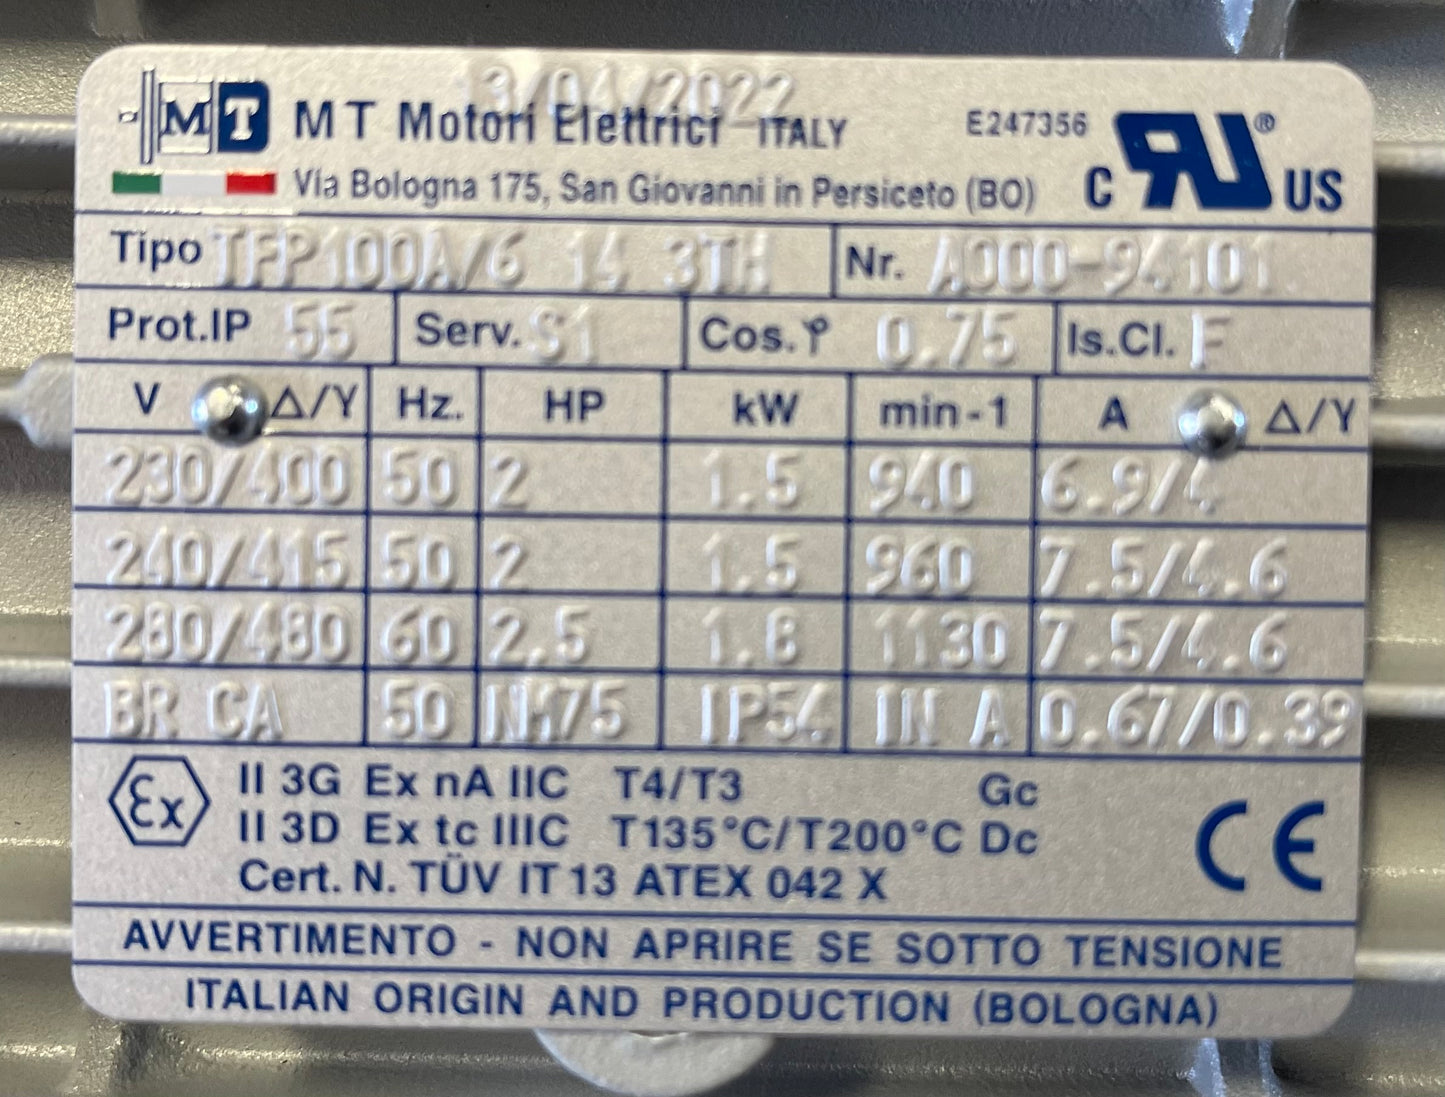 13/04/2022
MT MT Motori Elettrici ITALY E247356 ®
Via Bologna 175, San Giovanni in Persiceto (BO) C RU US
Tipo TFP100A/6 14 3TH Nr. A000-94101
Prot.IP 55 Serv. S1 Cos.φ 0.75 Is.Cl. F
V Δ/Y Hz. HP kW min-1 A Δ/Y
230/400 50 2 1.5 940 6.9/4
240/415 50 2 1.5 960 7.5/4.6
280/480 60 2.5 1.8 1130 7.5/4.6
BR CA 50 NM75 IP54 IN A 0.67/0.39
Ex II 3G Ex nA IIC T4/T3 Gc
II 3D Ex tc IIIC T135°C/T200°C Dc CE
Cert. N. TÜV IT 13 ATEX 042 X
AVVERTIMENTO - NON APRIRE SE SOTTO TENSIONE
ITALIAN ORIGIN AND PRODUCTION (BOLOGNA)